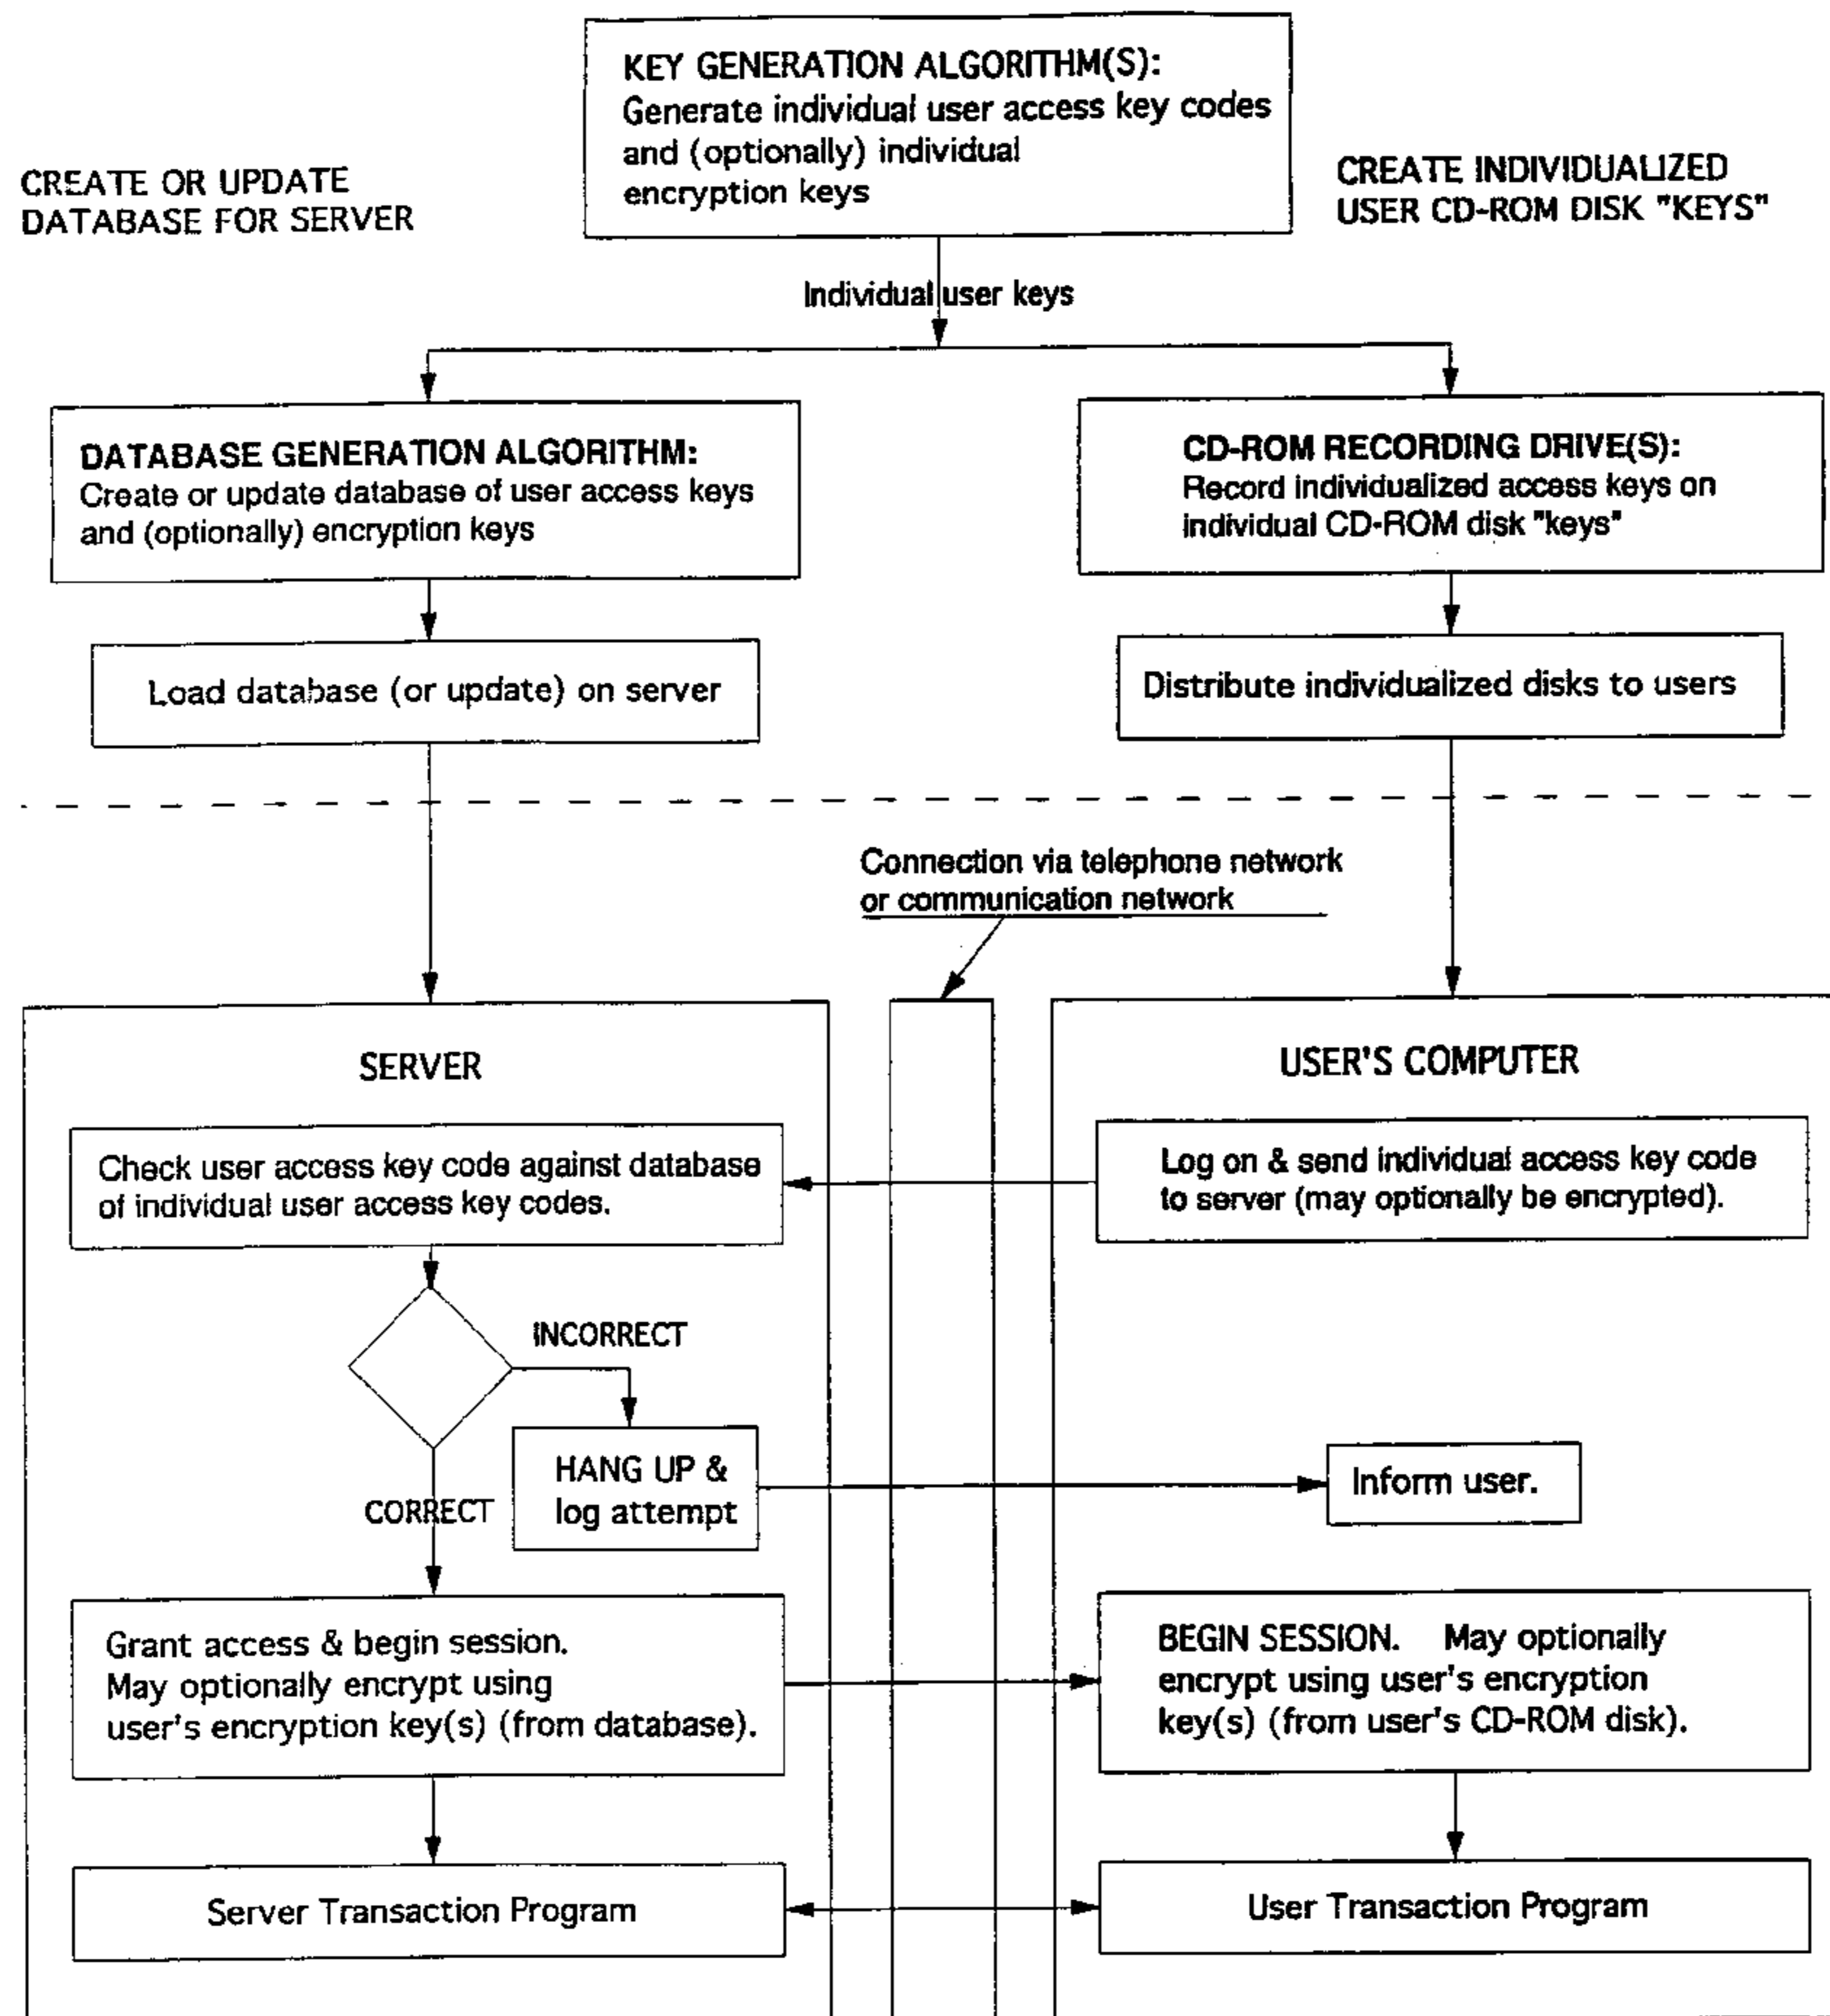 KEY GENERATION ALGORITHM(S):
Generate individual user access key codes
and (optionally) individual
encryption keys
CREATE OR UPDATE
DATABASE FOR SERVER
CREATE INDIVIDUALIZED
USER CD-ROM DISK "KEYS"
Individual user keys
DATABASE GENERATION ALGORITHM:
Create or update database of user access keys
and (optionally) encryption keys
CD-ROM RECORDING DRIVE(S):
Record individualized access keys on
individual CD-ROM disk "keys"
Load database (or update) on server
Distribute individualized disks to users
Connection via telephone network
or communication network
SERVER
USER'S COMPUTER
Check user access key code against database
of individual user access key codes.
Log on & send individual access key code
to server (may optionally be encrypted).
INCORRECT
HANG UP &
log attempt
Inform user.
CORRECT
Grant access & begin session.
May optionally encrypt using
user's encryption key(s) (from database).
BEGIN SESSION. May optionally
encrypt using user's encryption
key(s) (from user's CD-ROM disk).
Server Transaction Program
User Transaction Program